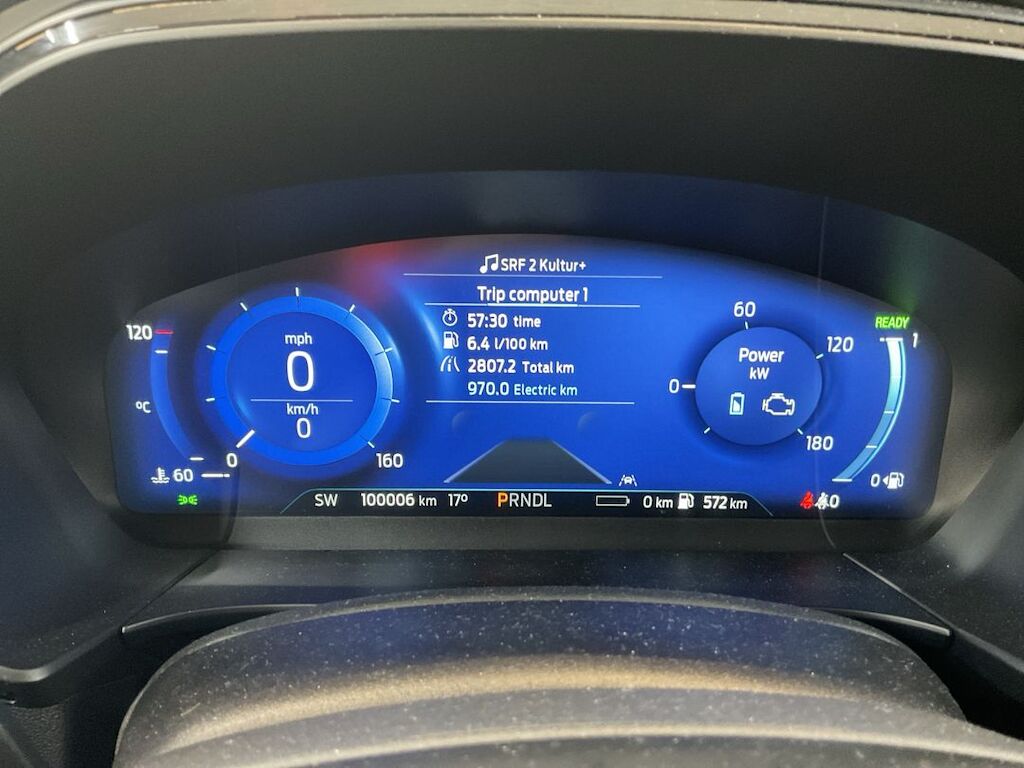 SRF 2 Kultur+
Trip computer 1
57:30 time
6.4 l/100 km
2807.2 Total km
970.0 Electric km
120
°C
60
mph
0
km/h
0
0
160
60
Power
kW
0
120
180
READY
1
0
SW 100006 km 17° PRNDL 0 km 572 km
0